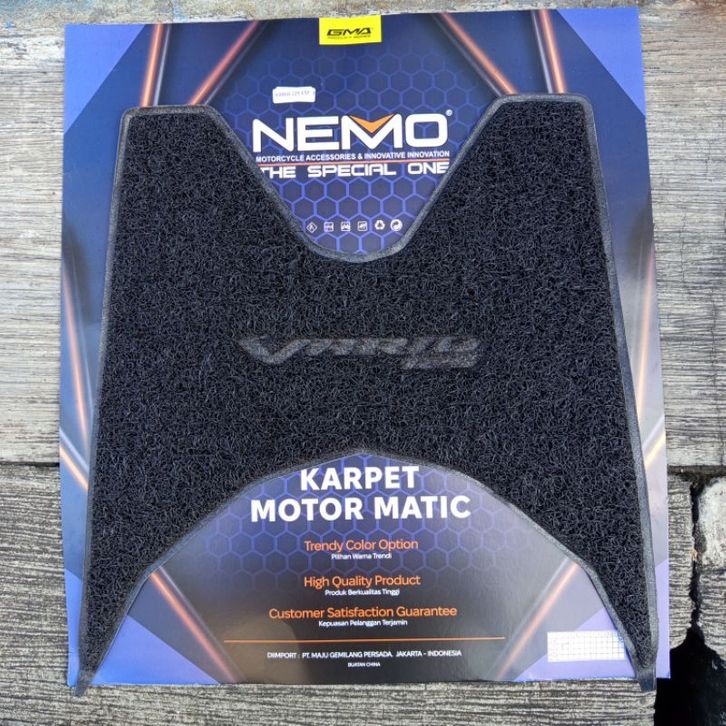 GMA
NEMO®
MOTORCYCLE ACCESSORIES & INNOVATIVE INNOVATION
THE SPECIAL ONE
VARIO
KARPET
MOTOR MATIC
Trendy Color Option
Pilihan Warna Trendi
High Quality Product
Produk Berkualitas Tinggi
Customer Satisfaction Guarantee
Kepuasan Pelanggan Terjamin
DIIMPORT : PT. MAJU GEMILANG PERSADA. JAKARTA - INDONESIA
BUATAN CHINA